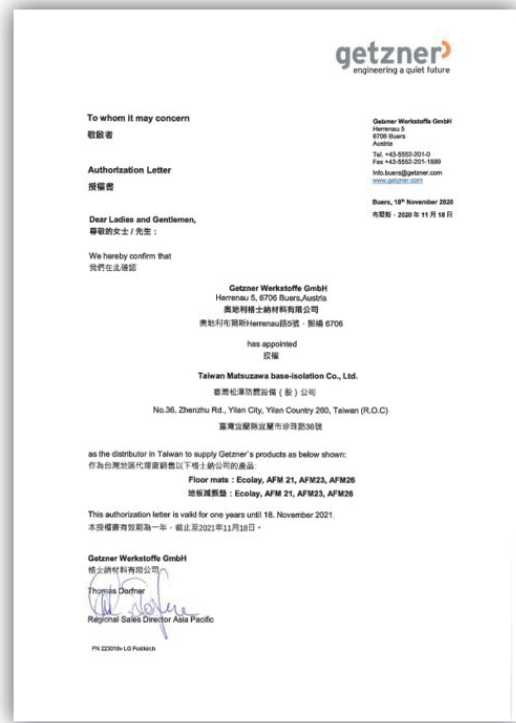 getzner
engineering a quiet future
To whom it may concern
敬啟者
Getzner Werkstoffe GmbH
Herrenau 5
6706 Buers
Austria
Tel. +43-5552-201-0
Fax +43-5552-201-1899
info.buers@getzner.com
www.getzner.com
Authorization Letter
授權書
Buers, 18th November 2020
布爾斯，2020 年 11 月 18 日
Dear Ladies and Gentlemen,
尊敬的女士 / 先生：
We hereby confirm that
我們在此確認
Getzner Werkstoffe GmbH
Herrenau 5, 6706 Buers,Austria
奧地利格士納材料有限公司
奧地利布爾斯Herrenau路5號，郵編 6706
has appointed
授權
Taiwan Matsuzawa base-isolation Co., Ltd.
臺灣松澤防震設備（股）公司
No.36, Zhenzhu Rd., Yilan City, Yilan Country 260, Taiwan (R.O.C)
臺灣宜蘭縣宜蘭市珍珠路36號
as the distributor in Taiwan to supply Getzner's products as below shown:
作為台灣地區代理商銷售以下格士納公司的產品:
Floor mats : Ecolay, AFM 21, AFM23, AFM26
地板減振墊 : Ecolay, AFM 21, AFM23, AFM26
This authorization letter is valid for one years until 18. November 2021.
本授權書有效期為一年，截止至2021年11月18日。
Getzner Werkstoffe GmbH
格士納材料有限公司
Thomas Dorfner
Regional Sales Director Asia Pacific